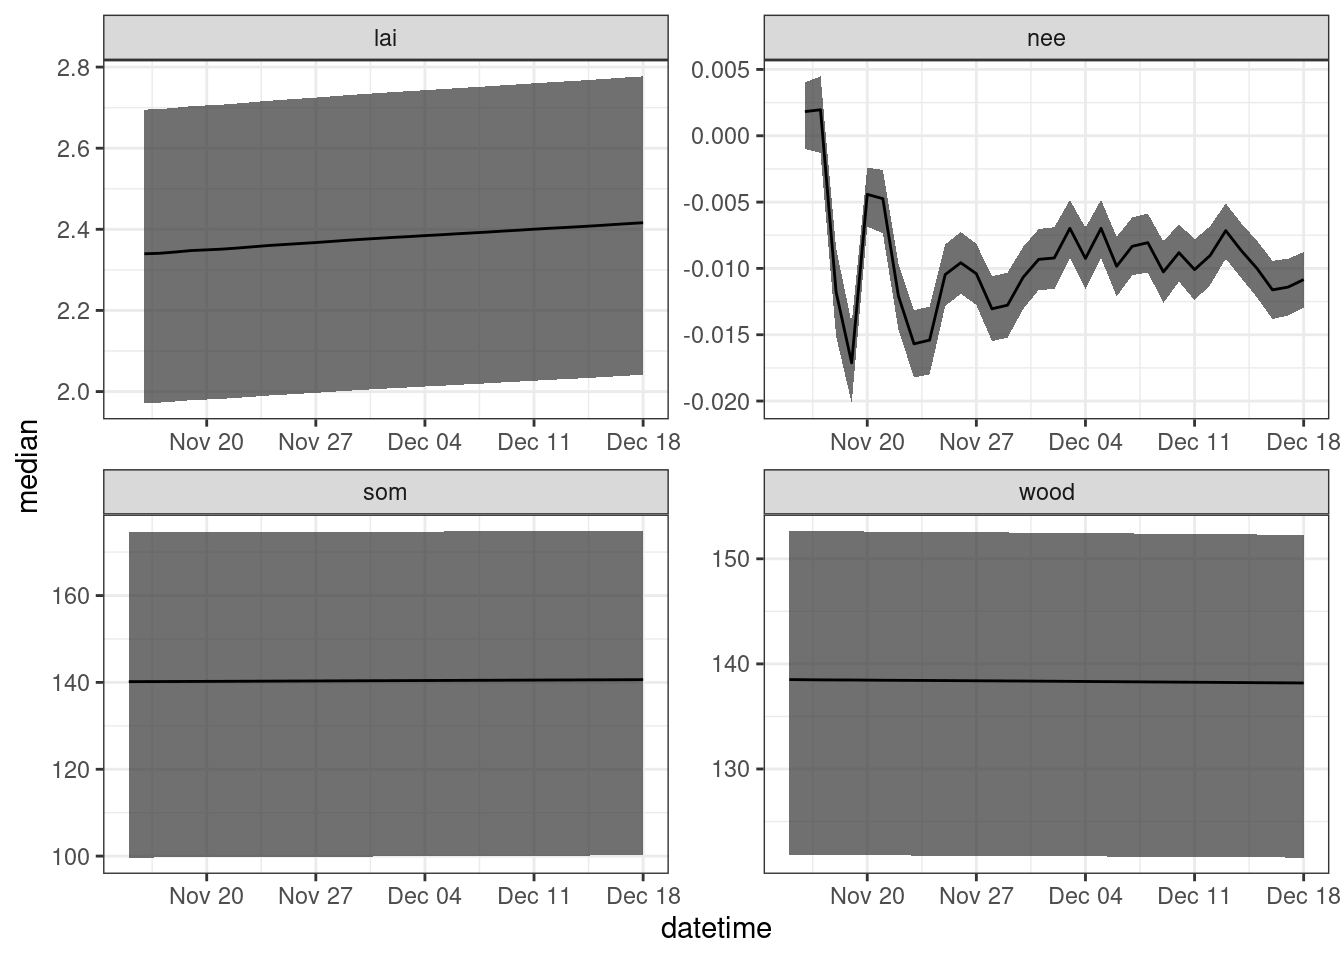 lai
nee
2.8
2.6
2.4
2.2
2.0
0.005
0.000
-0.005
-0.010
-0.015
-0.020
Nov 20 Nov 27 Dec 04 Dec 11 Dec 18
Nov 20 Nov 27 Dec 04 Dec 11 Dec 18
median
som
wood
160
140
120
100
150
140
130
Nov 20 Nov 27 Dec 04 Dec 11 Dec 18
Nov 20 Nov 27 Dec 04 Dec 11 Dec 18
datetime